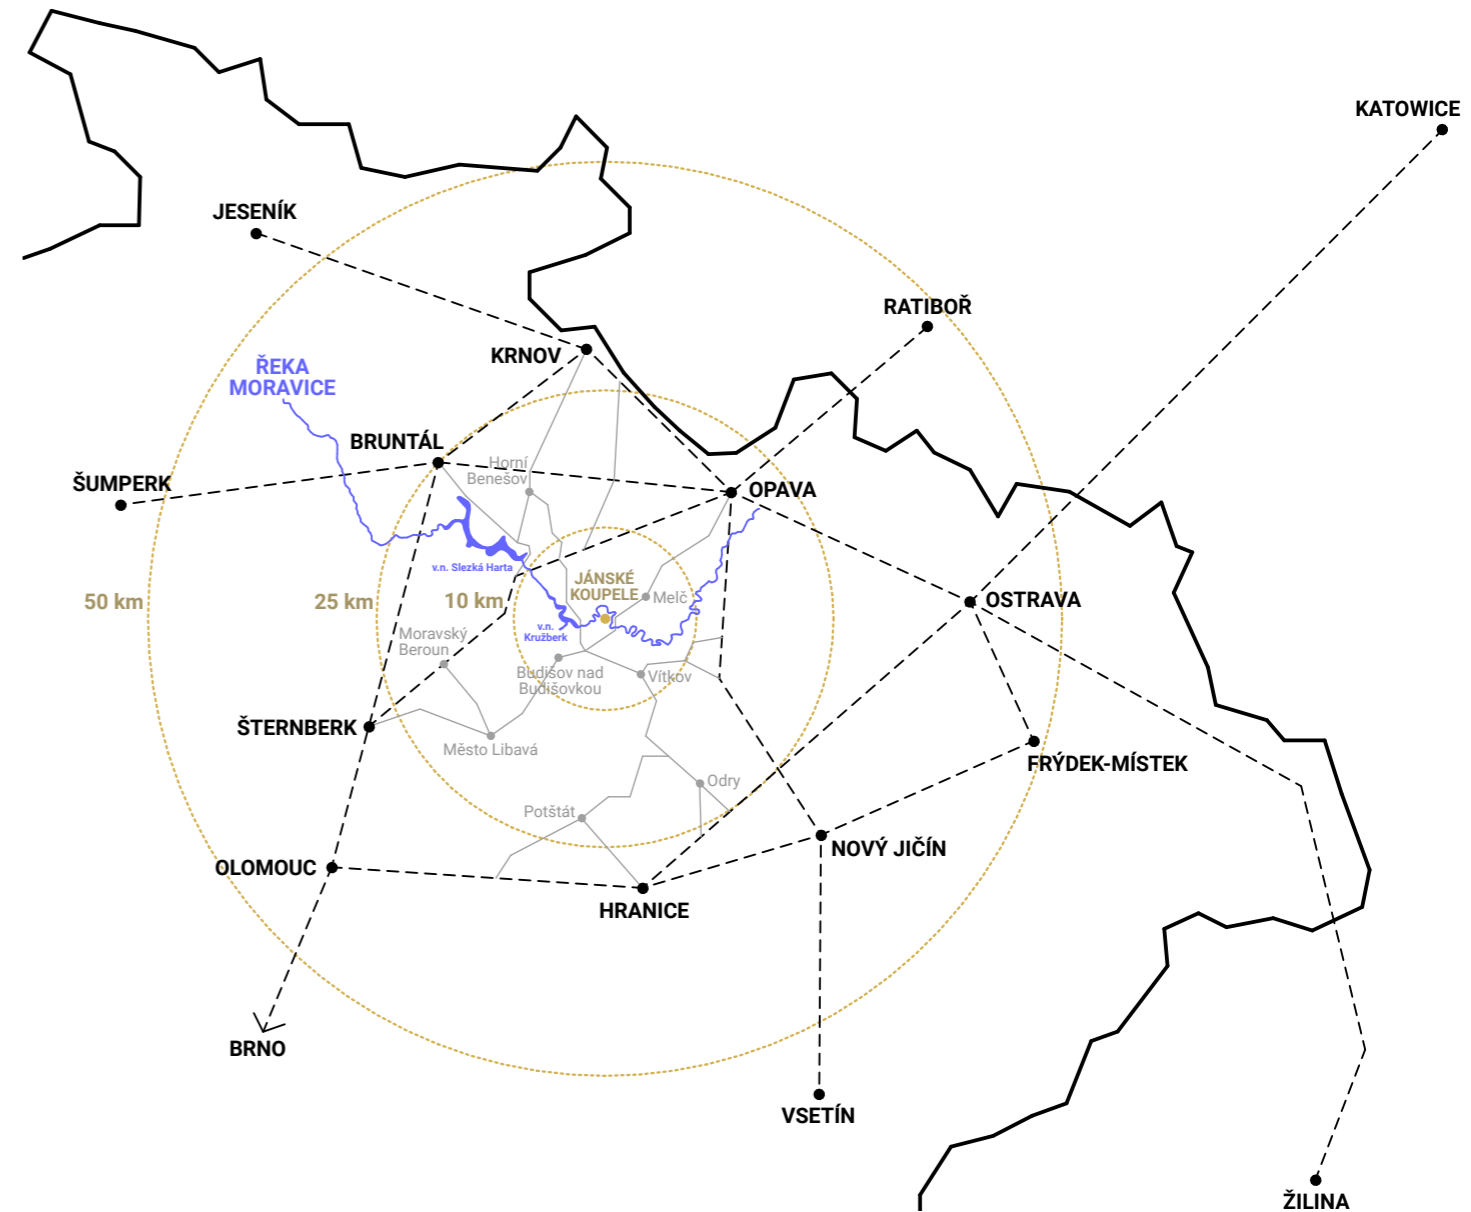 KATOWICE
JESENÍK
RATIBOŘ
KRNOV
ŘEKA
MORAVICE
BRUNTÁL
Horní
Benešov
ŠUMPERK
OPAVA
v.n. Slezká Harta
JÁNSKÉ
KOUPELE
50 km
25 km
10 km
Melč
OSTRAVA
v.n.
Kružberk
Moravský
Beroun
Budišov nad
Budišovkou
Vítkov
ŠTERNBERK
Město Libavá
FRÝDEK-MÍSTEK
Odry
Potštát
NOVÝ JIČÍN
OLOMOUC
HRANICE
BRNO
VSETÍN
ŽILINA